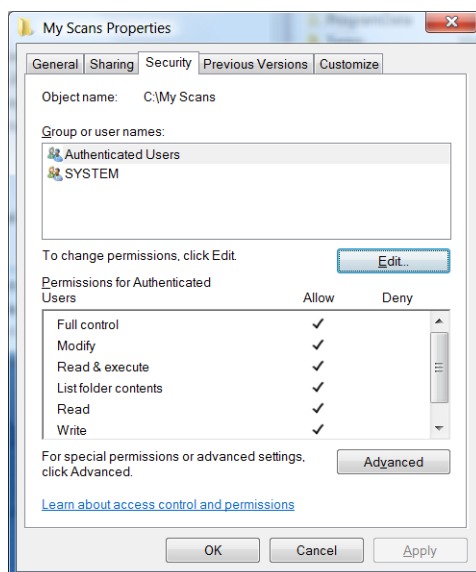 My Scans Properties
General Sharing Security Previous Versions Customize
Object name: C:\My Scans
Group or user names:
Authenticated Users
SYSTEM
To change permissions, click Edit.
Edit...
Permissions for Authenticated
Users Allow Deny
Full control
Modify
Read & execute
List folder contents
Read
Write
For special permissions or advanced settings,
click Advanced.
Advanced
Learn about access control and permissions
OK Cancel Apply